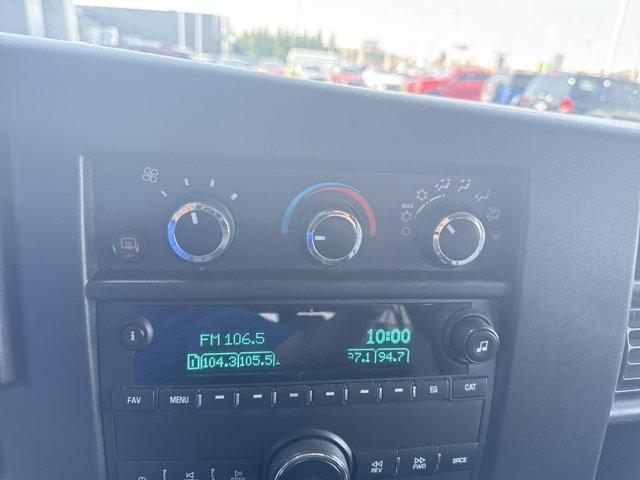 MAX
FM 106.5
10:00
1 104.3 105.5 7.1 94.7
FAV MENU EQ CAT
REV FWD SRCE